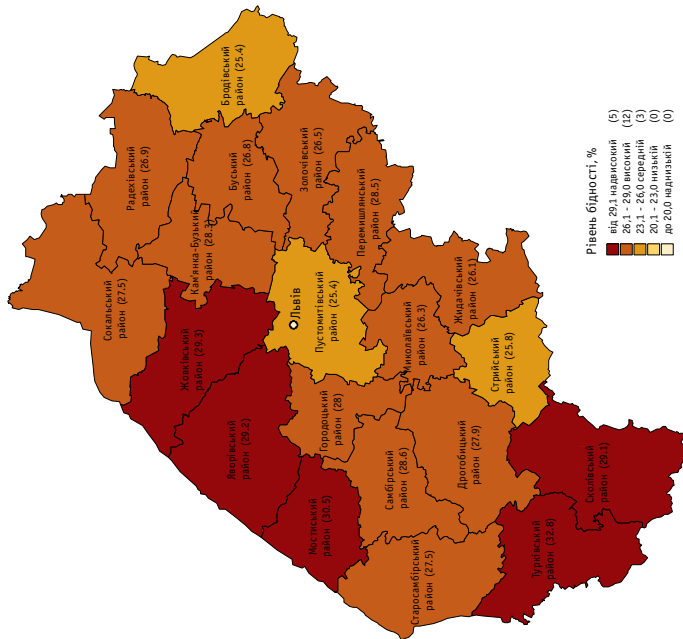 Сокальський
район (27.5)
Радехівський
район (26.9)
Бродівський
район (25.4)
Кам'янка-Бузький
район (28.3)
Буський
район (26.8)
Жовківський
район (29.3)
Золочівський
район (26.5)
Яворівський
район (29.2)
Львів
Пустомитівський
район (25.4)
Перемишлянський
район (28.5)
Городоцький
район (28)
Мостиський
район (30.5)
Миколаївський
район (26.3)
Жидачівський
район (26.1)
Самбірський
район (28.6)
Стрийський
район (25.8)
Дрогобицький
район (27.9)
Старосамбірський
район (27.5)
Сколівський
район (29.1)
Турківський
район (32.8)
Рівень бідності, %
від 29,1 надвисокий (5)
26,1 - 29,0 високий (12)
23,1 - 26,0 середній (3)
20,1 - 23,0 низькій (0)
до 20,0 наднизькій (0)